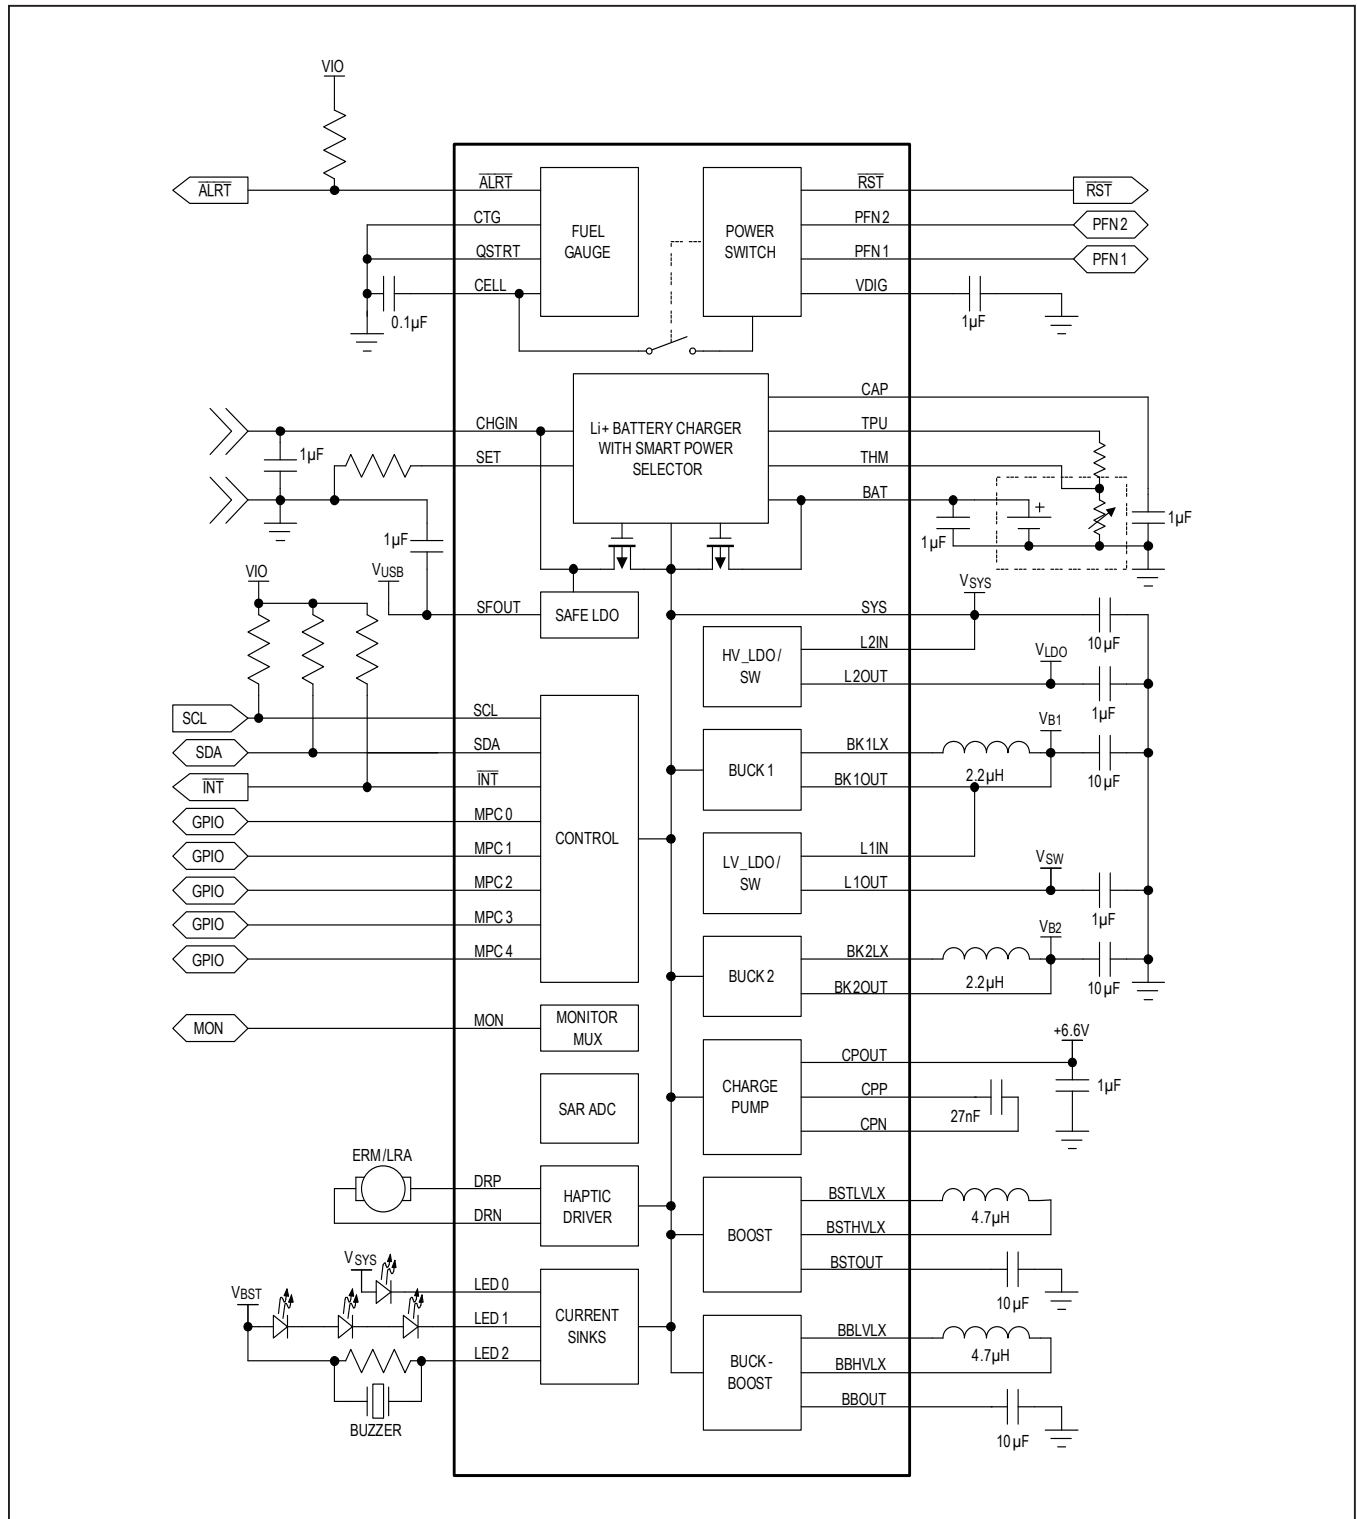 VIO
ALRT
ALRT
CTG
QSTRT
CELL
0.1µF
FUEL
GAUGE
POWER
SWITCH
RST
PFN2
PFN1
VDIG
1µF
RST
PFN2
PFN1
CHGIN
SET
1µF
Li+ BATTERY CHARGER
WITH SMART POWER
SELECTOR
CAP
TPU
THM
BAT
+
1µF
1µF
1µF
VUSB
VIO
SFOUT
SAFE LDO
SYS
VSYS
10µF
HV_LDO/
SW
L2IN
L2OUT
VLDO
1µF
SCL
SDA
INT
GPIO
GPIO
GPIO
GPIO
GPIO
SCL
SDA
INT
MPC0
MPC1
MPC2
MPC3
MPC4
CONTROL
BUCK1
BK1LX
BK1OUT
2.2µH
VB1
10µF
LV_LDO/
SW
L1IN
L1OUT
VSW
1µF
BUCK2
BK2LX
BK2OUT
2.2µH
VB2
10µF
MON
MON
MONITOR
MUX
SAR ADC
CHARGE
PUMP
CPOUT
CPP
CPN
27nF
+6.6V
1µF
ERM/LRA
DRP
DRN
HAPTIC
DRIVER
BOOST
BSTLVLX
BSTHVLX
BSTOUT
4.7µH
10µF
VSYS
VBST
LED0
LED1
LED2
CURRENT
SINKS
BUZZER
BUCK-
BOOST
BBLVLX
BBHVLX
BBOUT
4.7µH
10µF